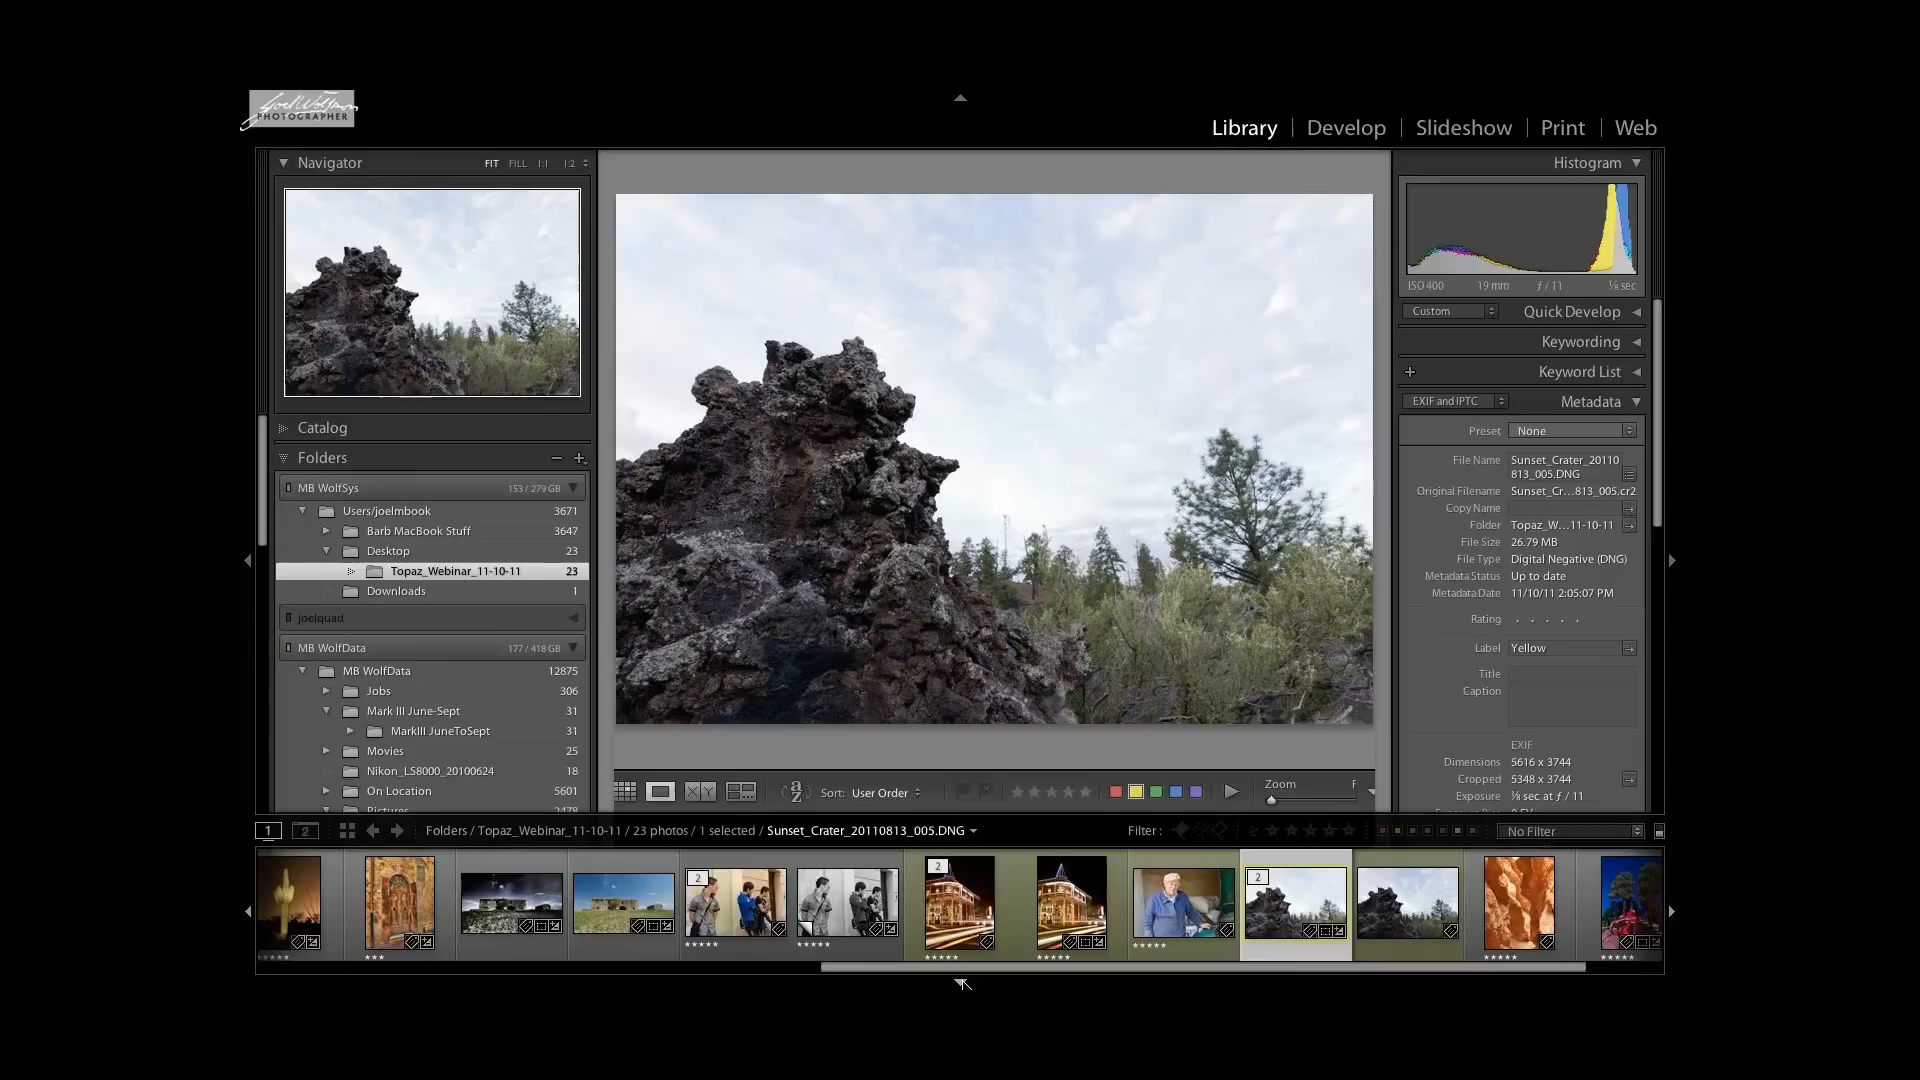 Joel Wolfson
PHOTOGRAPHER
Library | Develop | Slideshow | Print | Web
Navigator FIT FILL 1:1 1:2
Catalog
Folders
MB WolfSys 153 / 279 GB
Users/joelmbook 3671
Barb MacBook Stuff 3647
Desktop 23
Topaz_Webinar_11-10-11 23
Downloads 1
joelquad
MB WolfData 177 / 418 GB
MB WolfData 12875
Jobs 306
Mark III June-Sept 31
MarkIII JuneToSept 31
Movies 25
Nikon_LS8000_20100624 18
On Location 5601
Pictures 2478
Histogram
ISO 400 19 mm ƒ / 11 ⅛ sec
Custom Quick Develop
Keywording
Keyword List
EXIF and IPTC Metadata
Preset None
File Name Sunset_Crater_20110
813_005.DNG
Original Filename Sunset_Cr...813_005.cr2
Copy Name
Folder Topaz_W...11-10-11
File Size 26.79 MB
File Type Digital Negative (DNG)
Metadata Status Up to date
Metadata Date 11/10/11 2:05:07 PM
Rating
Label Yellow
Title
Caption
EXIF
Dimensions 5616 x 3744
Cropped 5348 x 3744
Exposure ⅛ sec at ƒ / 11
XY Sort: User Order Zoom F
1 2 Folders / Topaz_Webinar_11-10-11 / 23 photos / 1 selected / Sunset_Crater_20110813_005.DNG Filter : No Filter
2 2 2